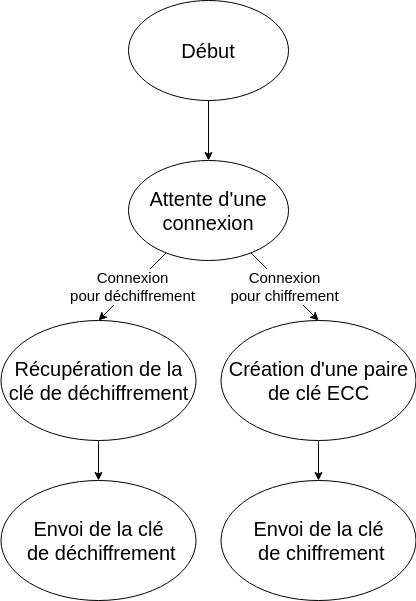 Début
Attente d'une
connexion
Connexion
pour déchiffrement
Connexion
pour chiffrement
Récupération de la
clé de déchiffrement
Création d'une paire
de clé ECC
Envoi de la clé
de déchiffrement
Envoi de la clé
de chiffrement